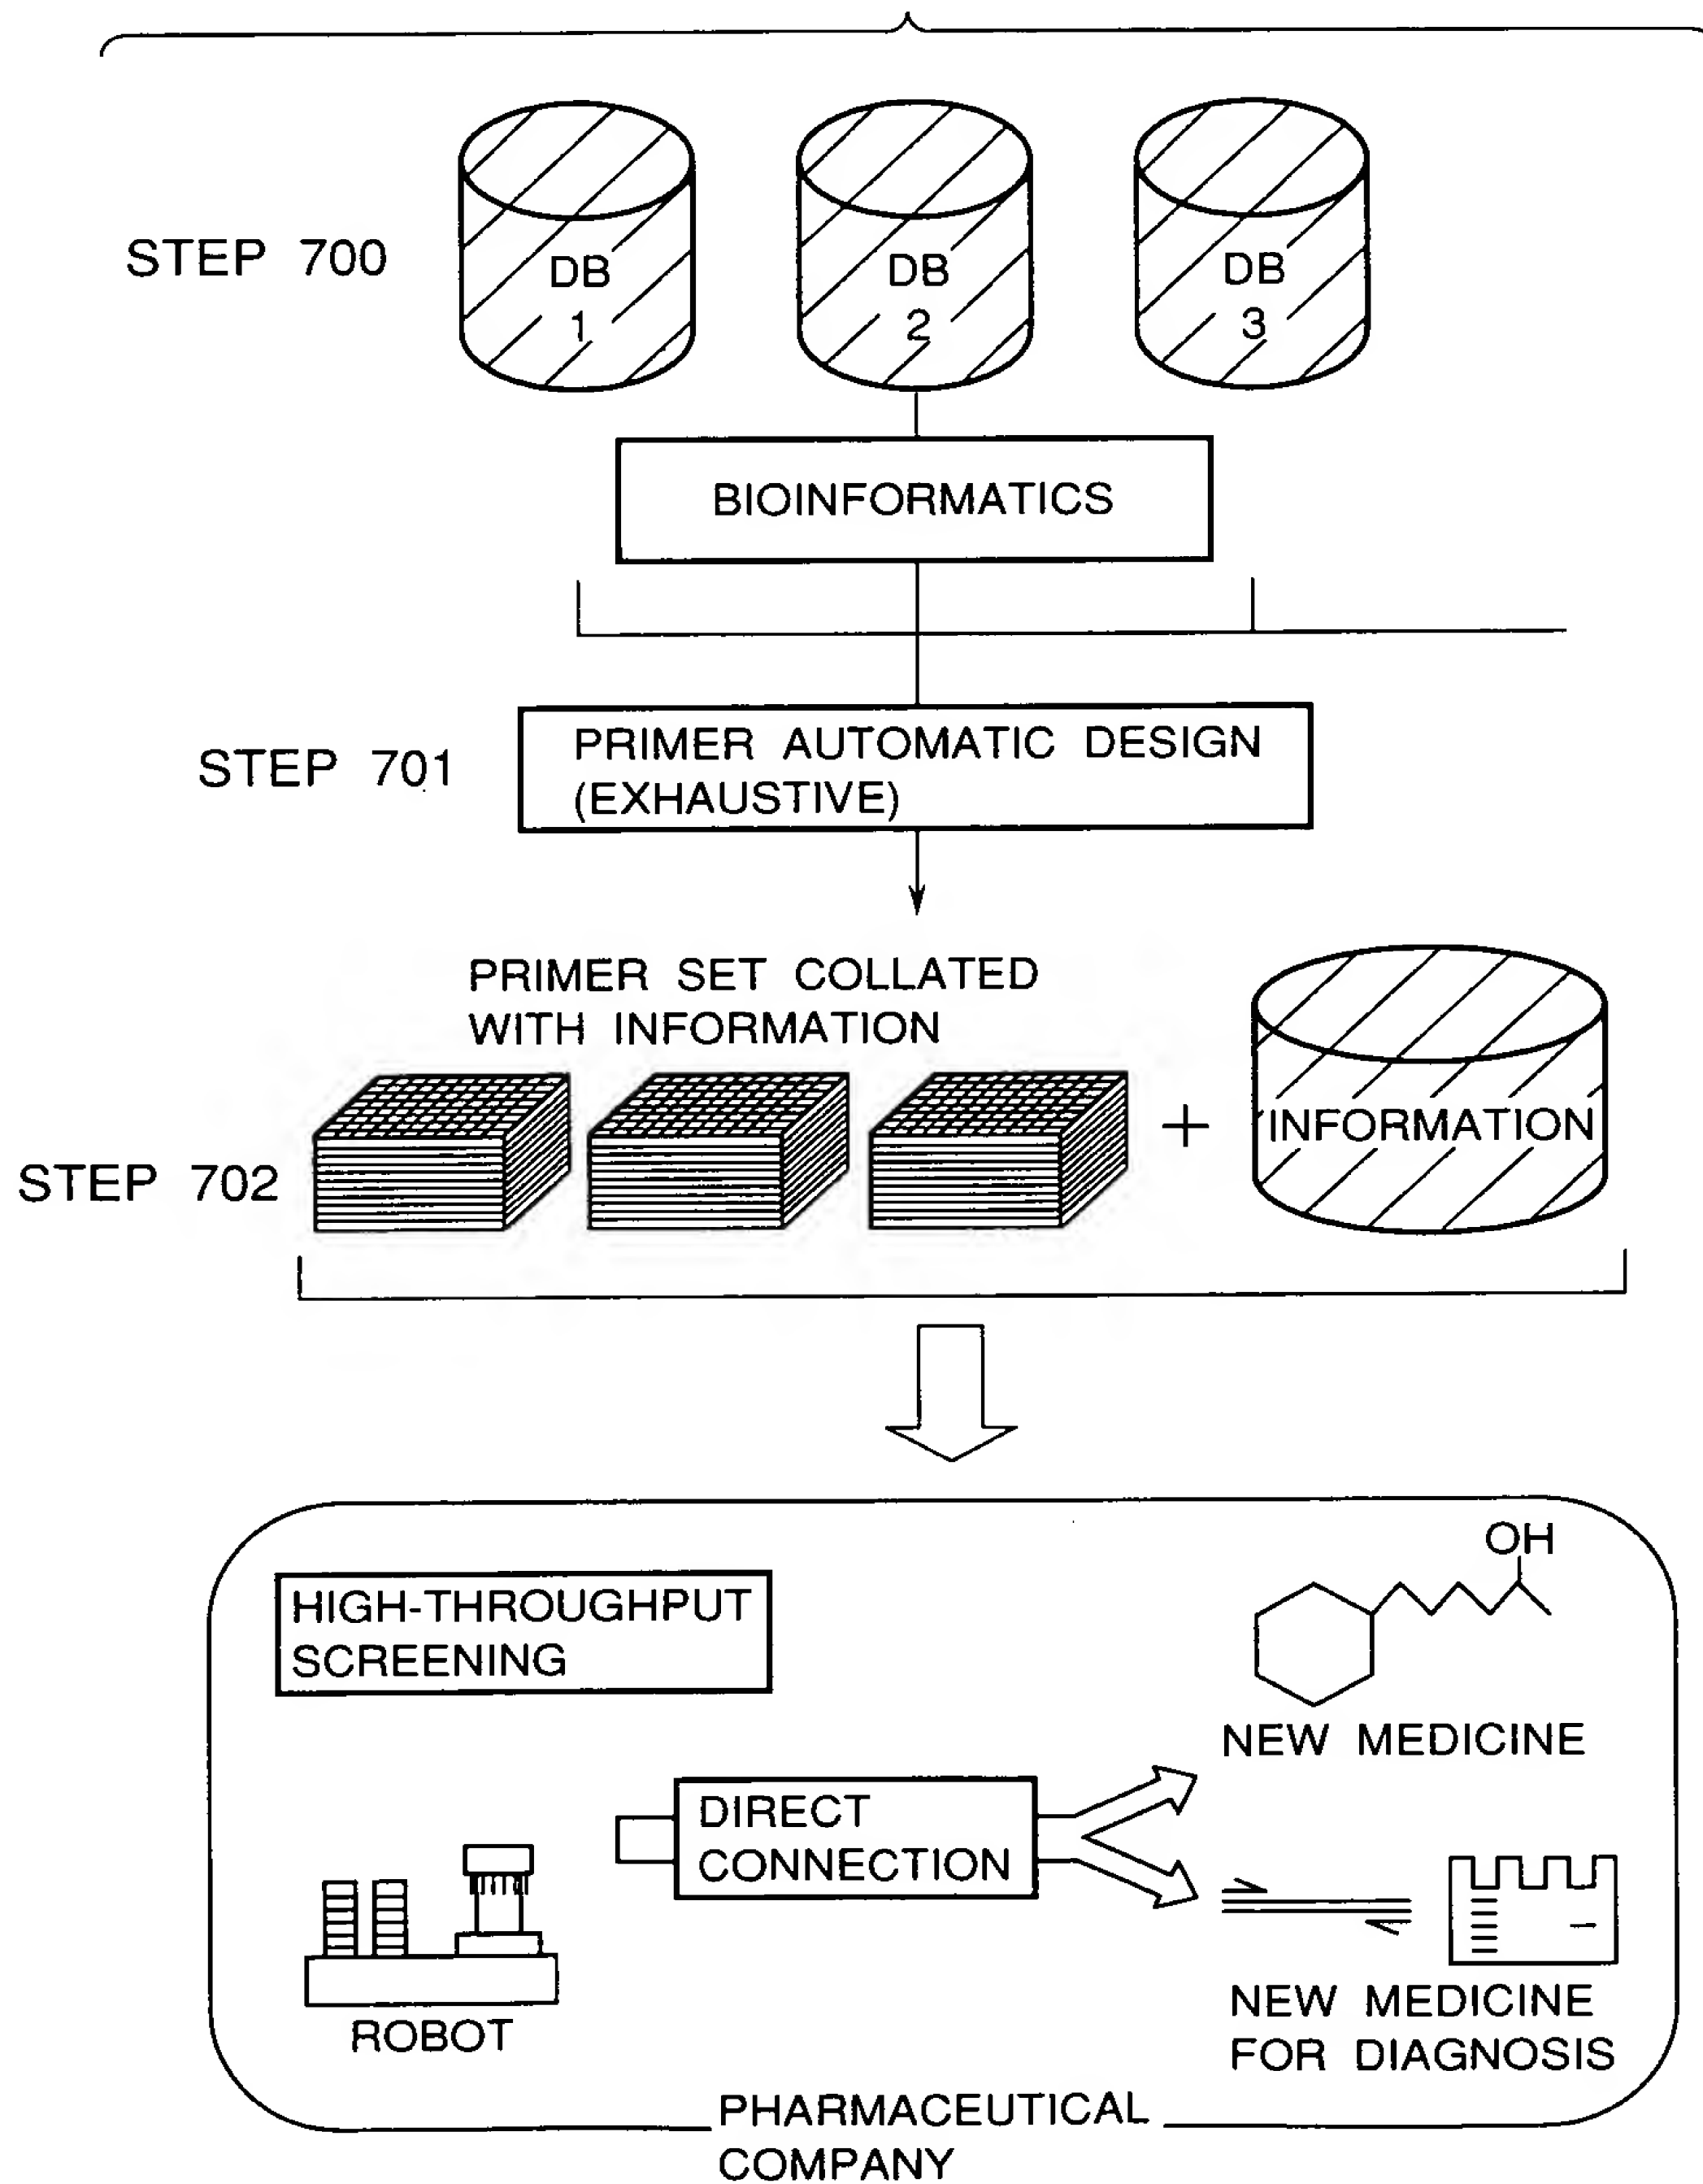 STEP 700
DB
1
DB
2
DB
3
BIOINFORMATICS
STEP 701
PRIMER AUTOMATIC DESIGN
(EXHAUSTIVE)
PRIMER SET COLLATED
WITH INFORMATION
STEP 702
+
INFORMATION
HIGH-THROUGHPUT
SCREENING
OH
NEW MEDICINE
DIRECT
CONNECTION
ROBOT
NEW MEDICINE
FOR DIAGNOSIS
PHARMACEUTICAL
COMPANY